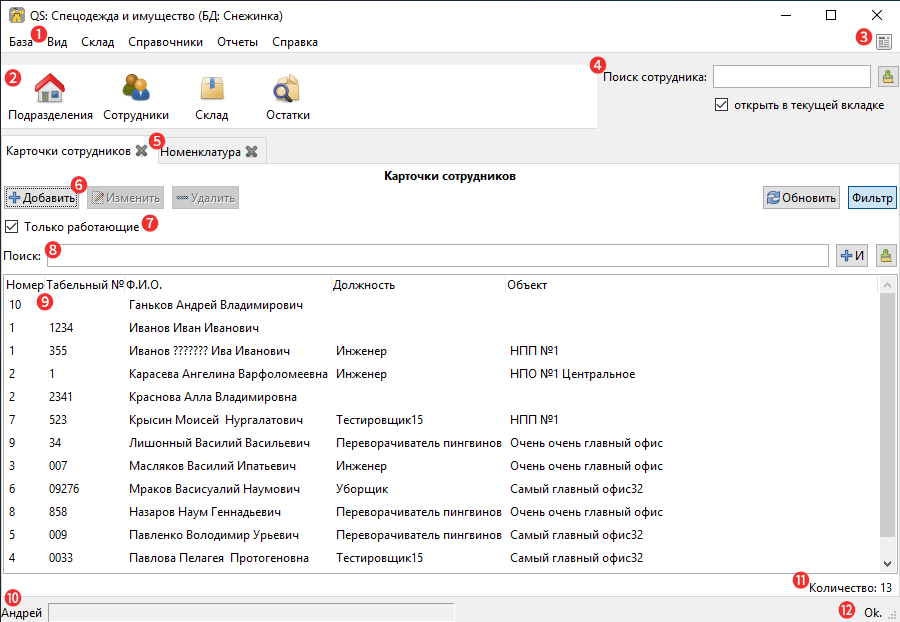 QS: Спецодежда и имущество (БД: Снежинка)
База 1 Вид Склад Справочники Отчеты Справка 3
2 Подразделения Сотрудники Склад Остатки
4 Поиск сотрудника:
открыть в текущей вкладке
Карточки сотрудников 5 Номенклатура
Карточки сотрудников
Добавить 6 Изменить Удалить Обновить Фильтр
Только работающие 7
Поиск: 8 И
Номер Табельный № Ф.И.О. Должность Объект
9
10 Ганьков Андрей Владимирович
1 1234 Иванов Иван Иванович
1 355 Иванов ??????? Ива Иванович Инженер НПП №1
2 1 Карасева Ангелина Варфоломеевна Инженер НПО №1 Центральное
2 2341 Краснова Алла Владимировна
7 523 Крысин Моисей Нургалатович Тестировщик15 НПП №1
9 34 Лишонный Василий Васильевич Переворачиватель пингвинов Очень очень главный офис
3 007 Масляков Василий Ипатьевич Инженер Очень очень главный офис
6 09276 Мраков Васисуалий Наумович Уборщик Самый главный офис32
8 858 Назаров Наум Геннадьевич Переворачиватель пингвинов Очень очень главный офис
5 009 Павленко Володимир Урьевич Переворачиватель пингвинов Самый главный офис32
4 0033 Павлова Пелагея Протогеновна Тестировщик15 Самый главный офис32
11 Количество: 13
10
Андрей 12 Ok.